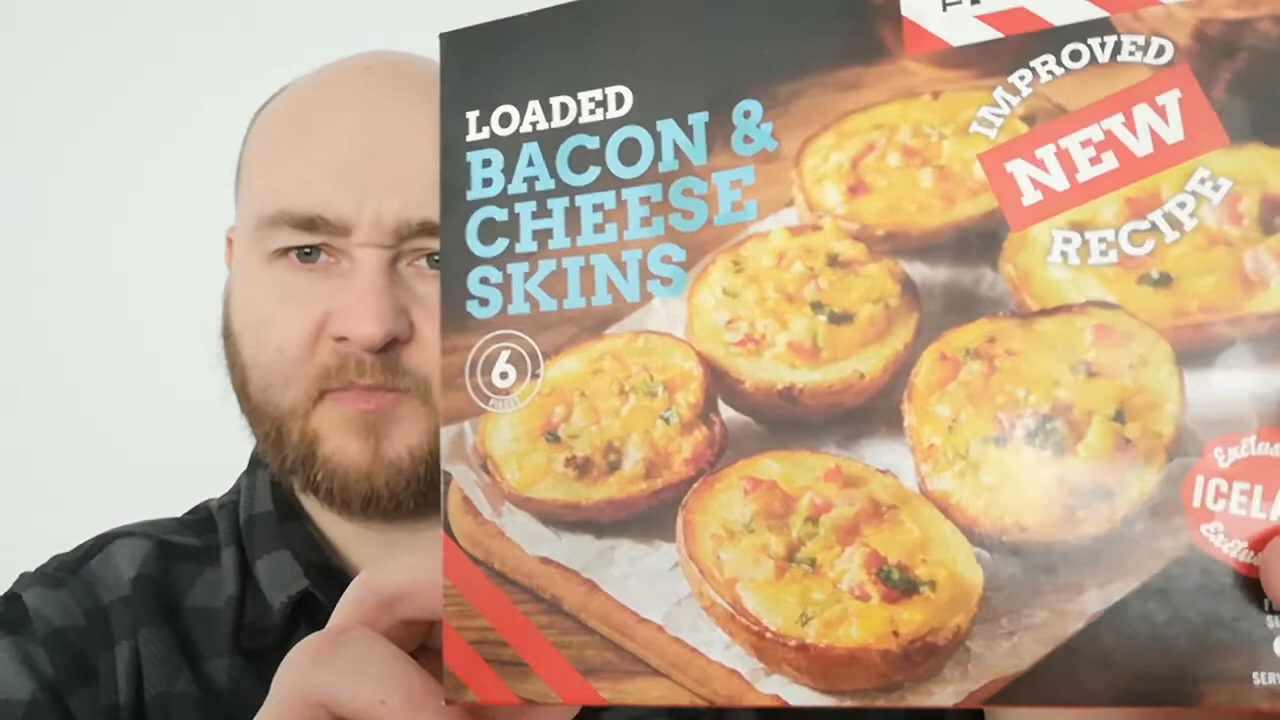 LOADED
BACON &
CHEESE
SKINS
6
IMPROVED
NEW
RECIPE